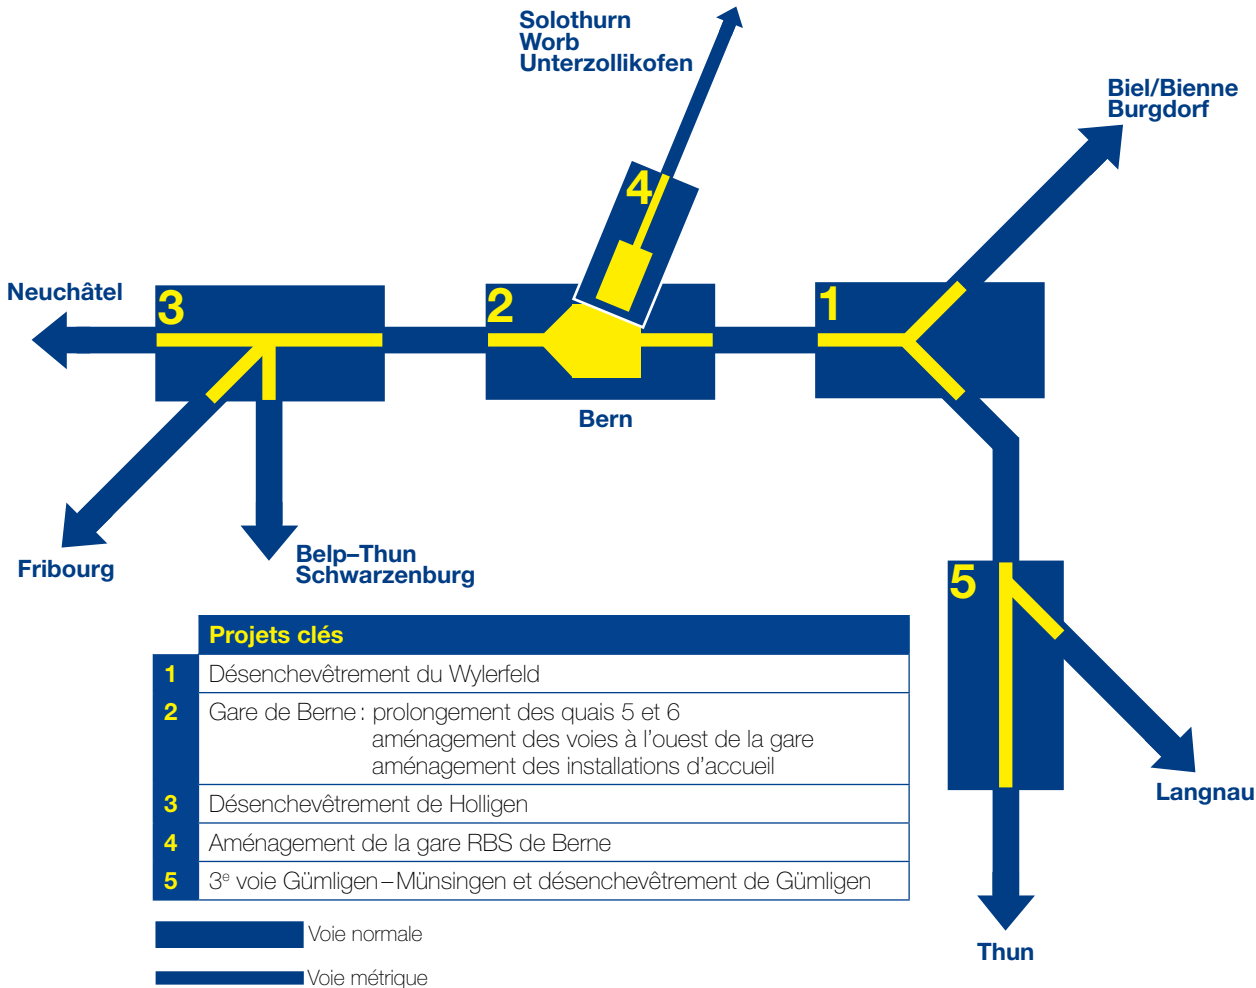 Solothurn
Worb
Unterzollikofen
Biel/Bienne
Burgdorf
4
Neuchâtel
3
2
1
Bern
Fribourg
Belp–Thun
Schwarzenburg
5
Projets clés
1 Désenchevêtrement du Wylerfeld
2 Gare de Berne : prolongement des quais 5 et 6
aménagement des voies à l’ouest de la gare
aménagement des installations d’accueil
3 Désenchevêtrement de Holligen
4 Aménagement de la gare RBS de Berne
5 3e voie Gümligen–Münsingen et désenchevêtrement de Gümligen
Langnau
Thun
Voie normale
Voie métrique